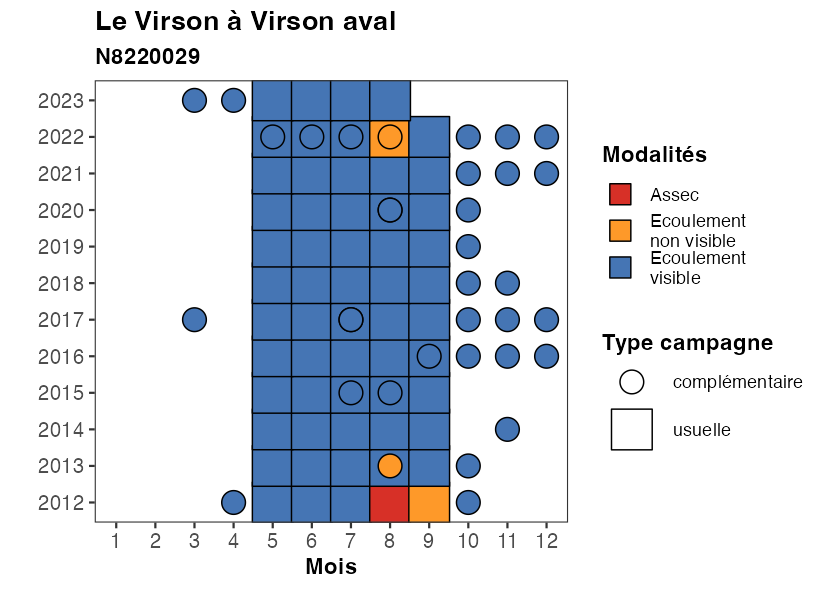 Le Virson à Virson aval
N8220029
2023
2022
2021
2020
2019
2018
2017
2016
2015
2014
2013
2012
1 2 3 4 5 6 7 8 9 10 11 12
Mois
Modalités
Assec
Ecoulement
non visible
Ecoulement
visible
Type campagne
complémentaire
usuelle